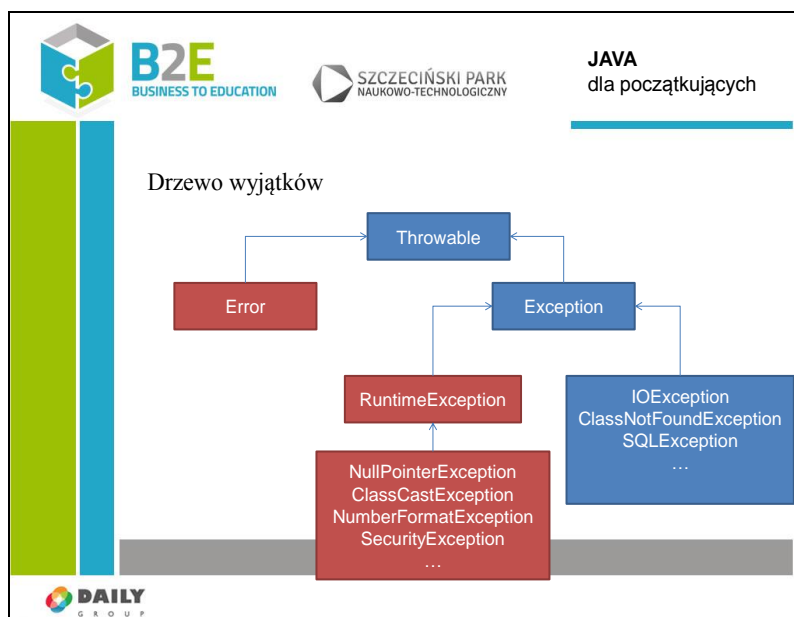 B2E
BUSINESS TO EDUCATION
SZCZECIŃSKI PARK
NAUKOWO-TECHNOLOGICZNY
JAVA
dla początkujących
Drzewo wyjątków
Throwable
Error
Exception
RuntimeException
IOException
ClassNotFoundException
SQLException
…
NullPointerException
ClassCastException
NumberFormatException
SecurityException
…
DAILY
GROUP